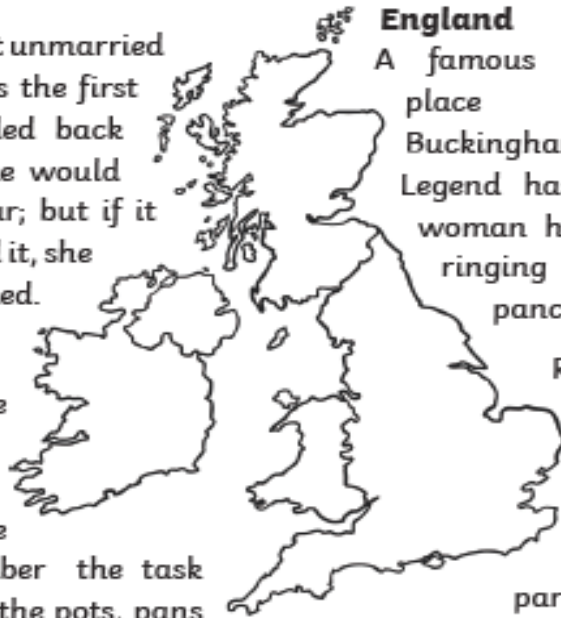 t unmarried
s the first
led back
e would
ar; but if it
l it, she
ed.
e
e
ber the task
the pots, pans
England
A famous
place
Buckingha
Legend ha
woman h
ringing
panc
par